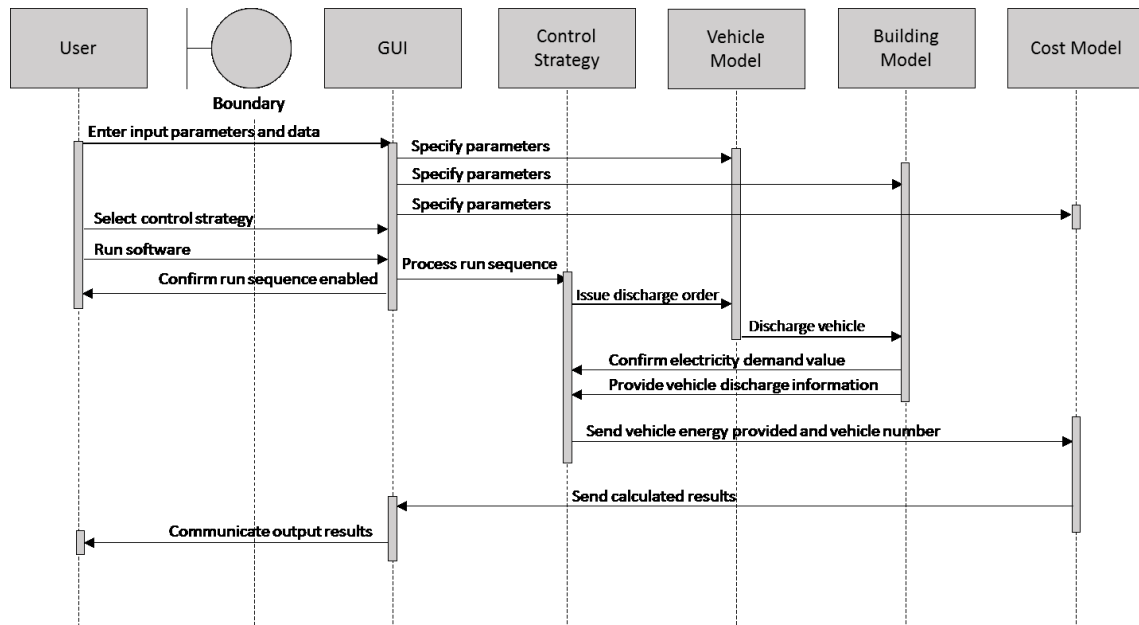 User
GUI
Control
Strategy
Vehicle
Model
Building
Model
Cost Model
Boundary
Enter input parameters and data
Specify parameters
Specify parameters
Specify parameters
Select control strategy
Run software
Process run sequence
Confirm run sequence enabled
Issue discharge order
Discharge vehicle
Confirm electricity demand value
Provide vehicle discharge information
Send vehicle energy provided and vehicle number
Send calculated results
Communicate output results